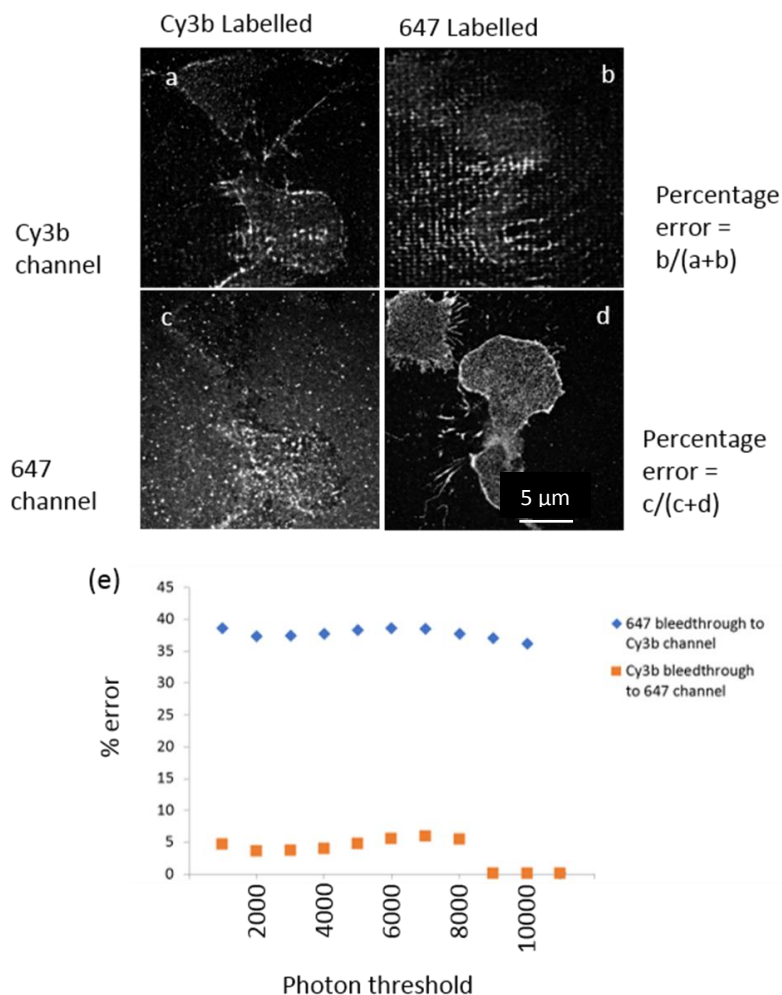 Cy3b Labelled
647 Labelled
a
b
Cy3b
channel
Percentage
error =
b/(a+b)
c
d
647
channel
5 µm
Percentage
error =
c/(c+d)
(e)
45
40
35
30
25
20
15
10
5
0
% error
2000
4000
6000
8000
10000
Photon threshold
647 bleedthrough to
Cy3b channel
Cy3b bleedthrough
to 647 channel